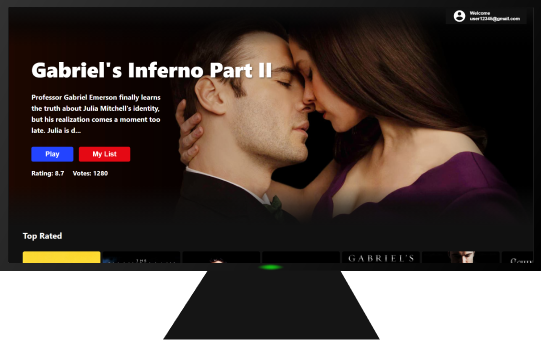 Welcome
user12345@gmail.com
Gabriel's Inferno Part II
Professor Gabriel Emerson finally learns
the truth about Julia Mitchell's identity,
but his realization comes a moment too
late. Julia is d...
Play My List
Rating: 8.7 Votes: 1280
Top Rated
THE
GABRIEL'S